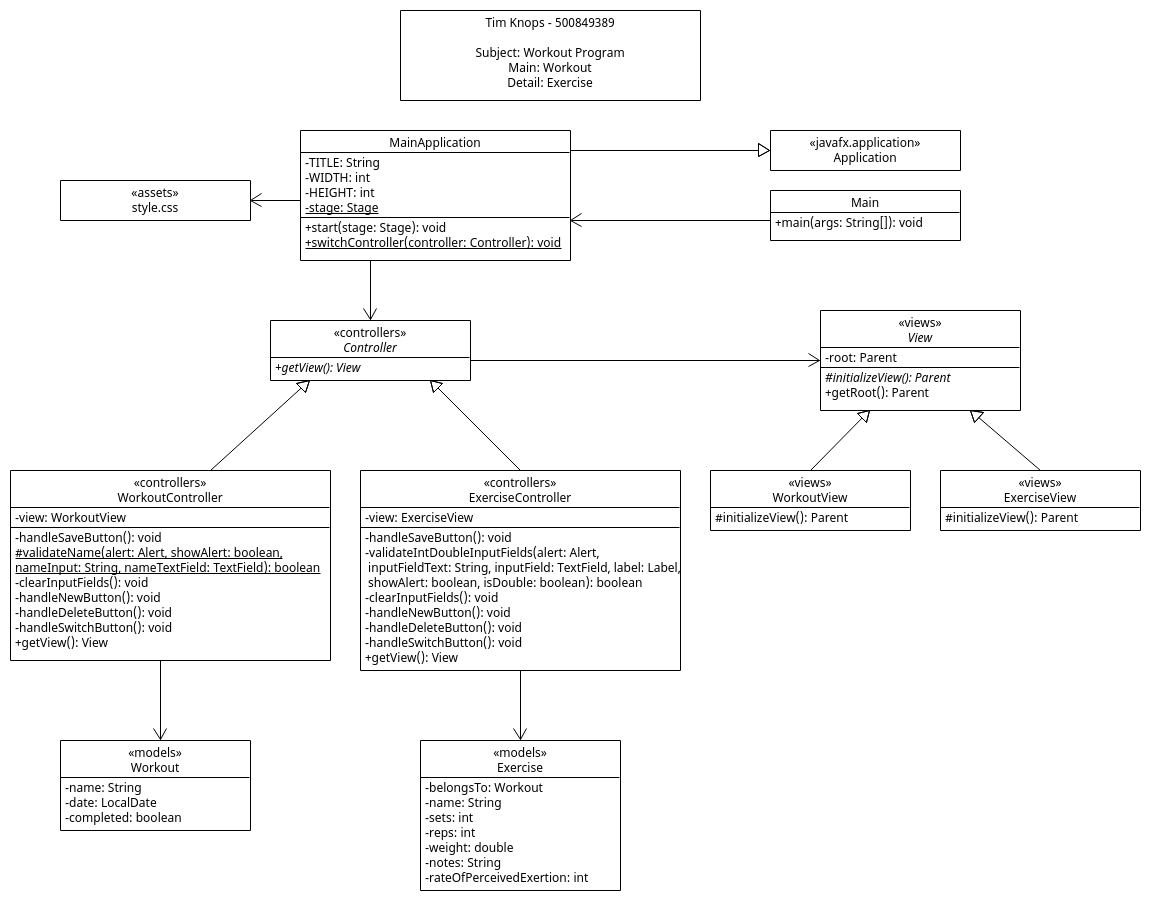 Tim Knops - 500849389
Subject: Workout Program
Main: Workout
Detail: Exercise
MainApplication
-TITLE: String
-WIDTH: int
-HEIGHT: int
-stage: Stage
+start(stage: Stage): void
+switchController(controller: Controller): void
«javafx.application»
Application
«assets»
style.css
Main
+main(args: String[]): void
«controllers»
Controller
+getView(): View
«views»
View
-root: Parent
#initializeView(): Parent
+getRoot(): Parent
«controllers»
WorkoutController
-view: WorkoutView
-handleSaveButton(): void
#validateName(alert: Alert, showAlert: boolean,
nameInput: String, nameTextField: TextField): boolean
-clearInputFields(): void
-handleNewButton(): void
-handleDeleteButton(): void
-handleSwitchButton(): void
+getView(): View
«controllers»
ExerciseController
-view: ExerciseView
-handleSaveButton(): void
-validateIntDoubleInputFields(alert: Alert,
inputFieldText: String, inputField: TextField, label: Label,
showAlert: boolean, isDouble: boolean): boolean
-clearInputFields(): void
-handleNewButton(): void
-handleDeleteButton(): void
-handleSwitchButton(): void
+getView(): View
«views»
WorkoutView
#initializeView(): Parent
«views»
ExerciseView
#initializeView(): Parent
«models»
Workout
-name: String
-date: LocalDate
-completed: boolean
«models»
Exercise
-belongsTo: Workout
-name: String
-sets: int
-reps: int
-weight: double
-notes: String
-rateOfPerceivedExertion: int